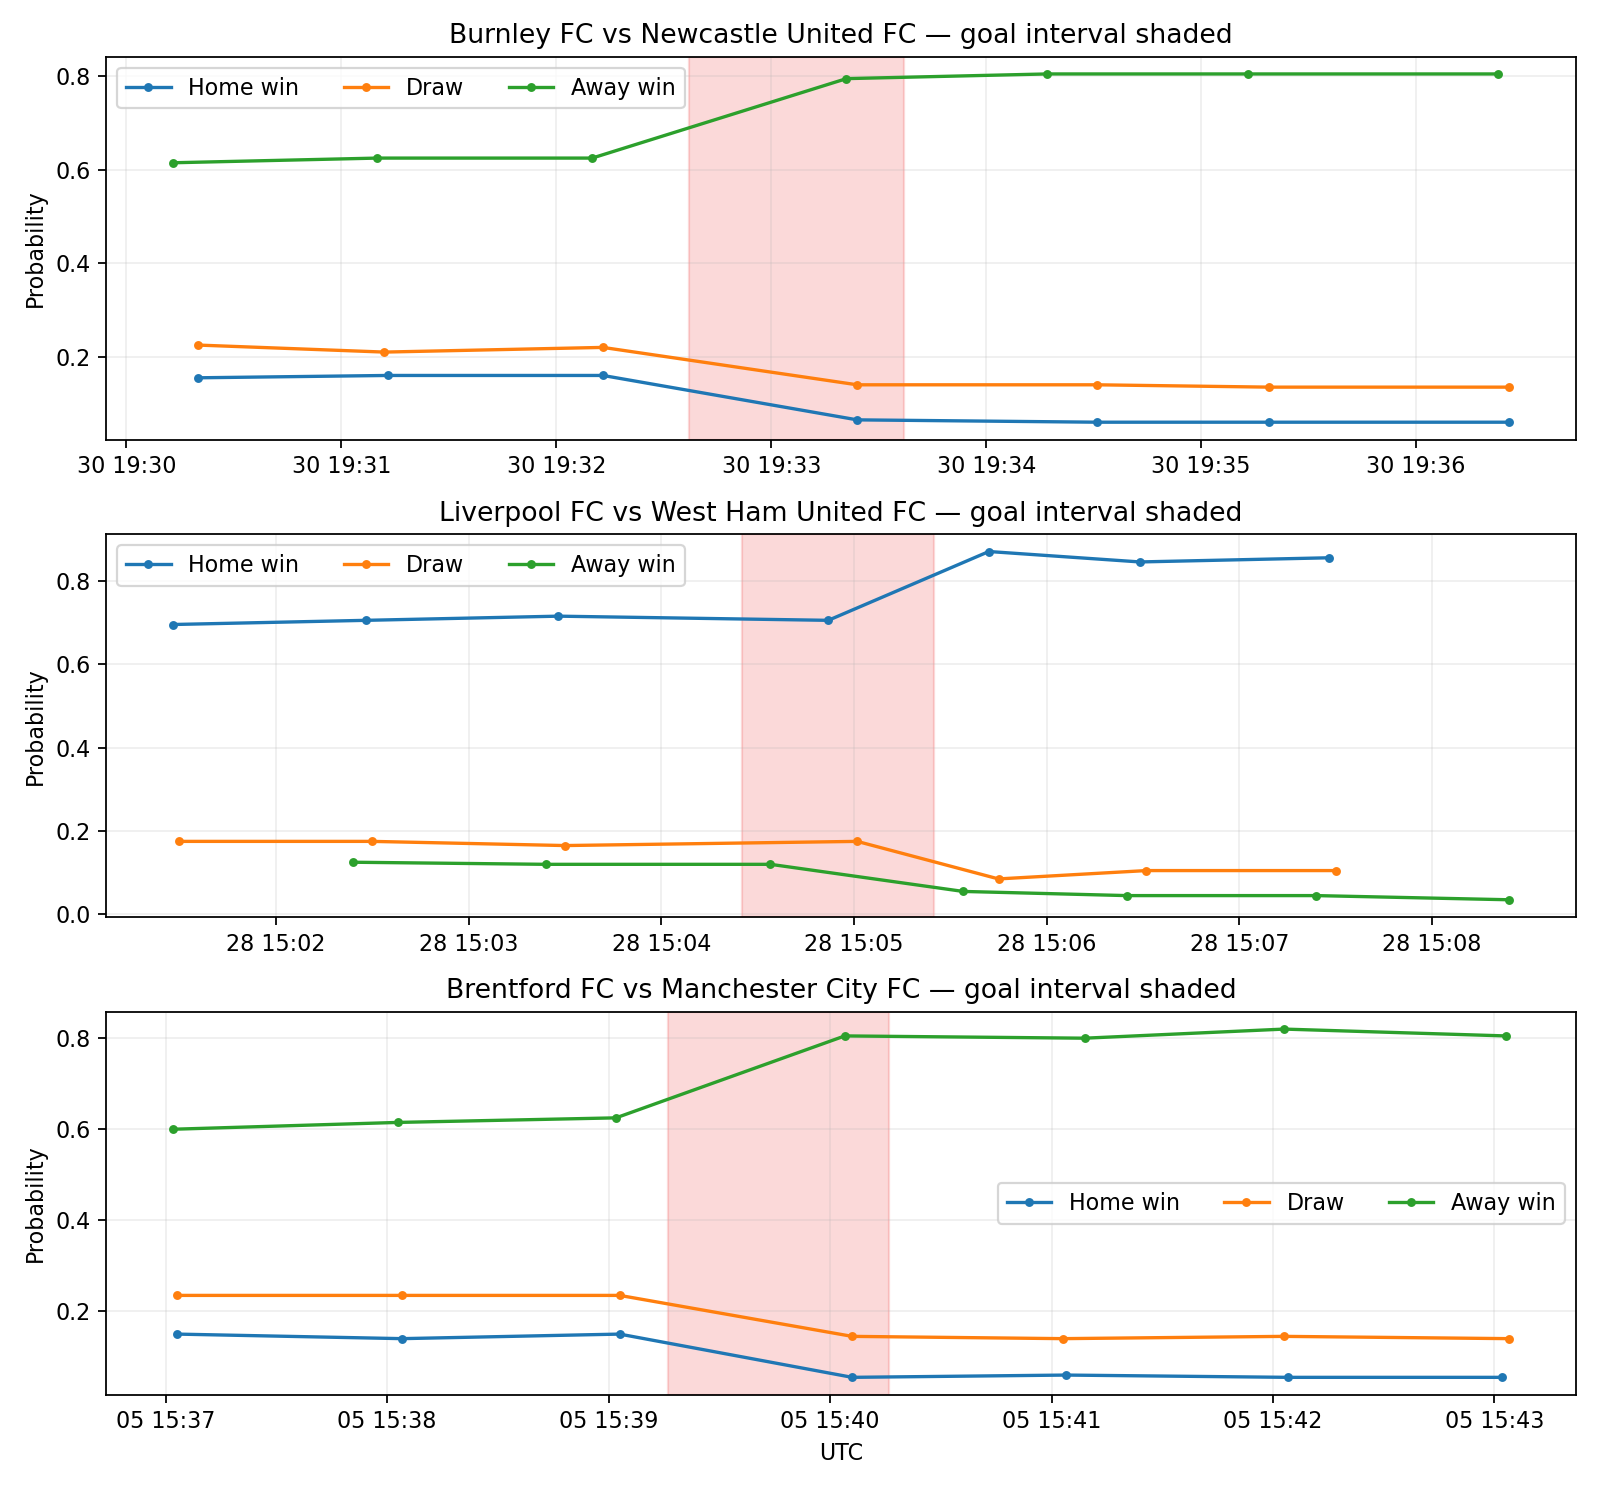 Burnley FC vs Newcastle United FC — goal interval shaded
Home win Draw Away win
Probability
0.8
0.6
0.4
0.2
30 19:30 30 19:31 30 19:32 30 19:33 30 19:34 30 19:35 30 19:36
Liverpool FC vs West Ham United FC — goal interval shaded
Home win Draw Away win
Probability
0.8
0.6
0.4
0.2
0.0
28 15:02 28 15:03 28 15:04 28 15:05 28 15:06 28 15:07 28 15:08
Brentford FC vs Manchester City FC — goal interval shaded
Probability
0.8
0.6
0.4
0.2
Home win Draw Away win
05 15:37 05 15:38 05 15:39 05 15:40 05 15:41 05 15:42 05 15:43
UTC